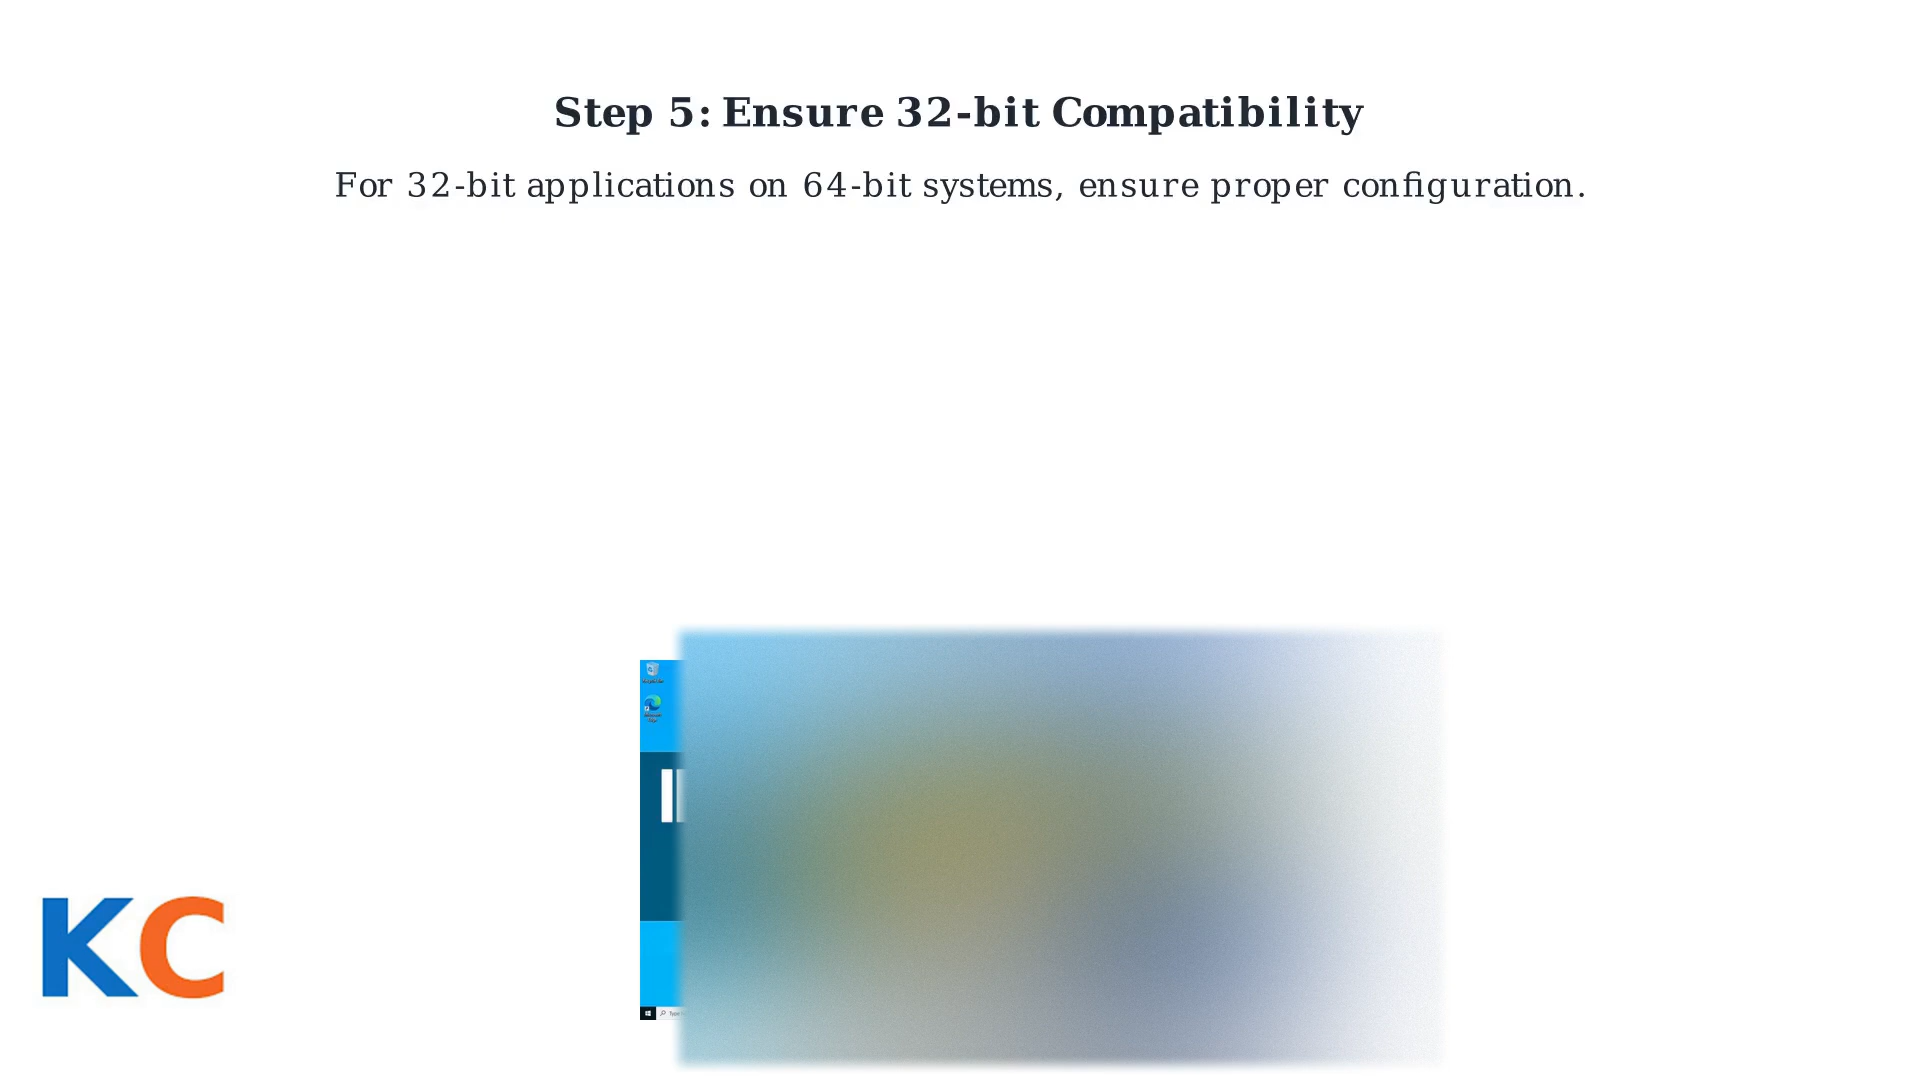 Step 5: Ensure 32-bit Compatibility
For 32-bit applications on 64-bit systems, ensure proper configuration.
KC